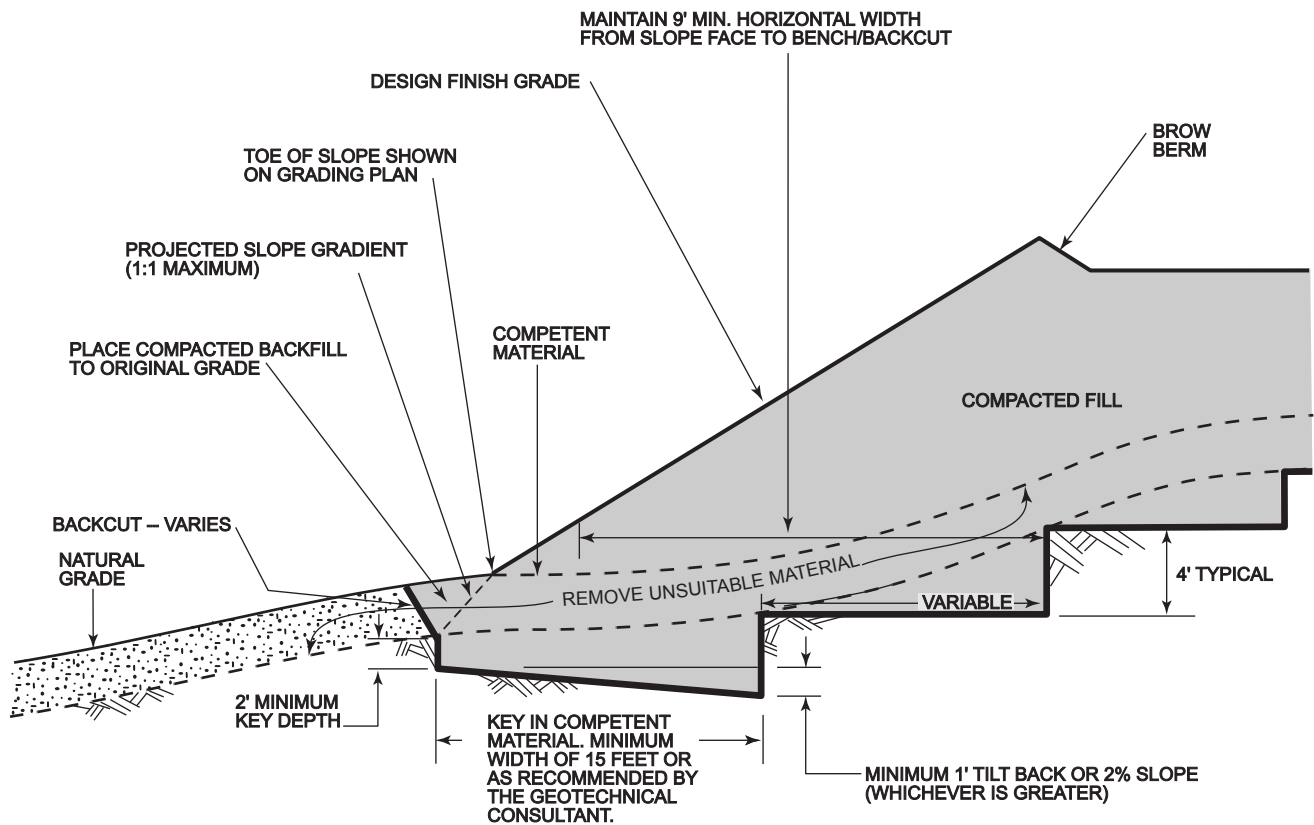 MAINTAIN 9' MIN. HORIZONTAL WIDTH
FROM SLOPE FACE TO BENCH/BACKCUT
DESIGN FINISH GRADE
BROW
BERM
TOE OF SLOPE SHOWN
ON GRADING PLAN
PROJECTED SLOPE GRADIENT
(1:1 MAXIMUM)
COMPETENT
MATERIAL
PLACE COMPACTED BACKFILL
TO ORIGINAL GRADE
COMPACTED FILL
BACKCUT – VARIES
NATURAL
GRADE
REMOVE UNSUITABLE MATERIAL
VARIABLE
4' TYPICAL
2' MINIMUM
KEY DEPTH
KEY IN COMPETENT
MATERIAL. MINIMUM
WIDTH OF 15 FEET OR
AS RECOMMENDED BY
THE GEOTECHNICAL
CONSULTANT.
MINIMUM 1' TILT BACK OR 2% SLOPE
(WHICHEVER IS GREATER)